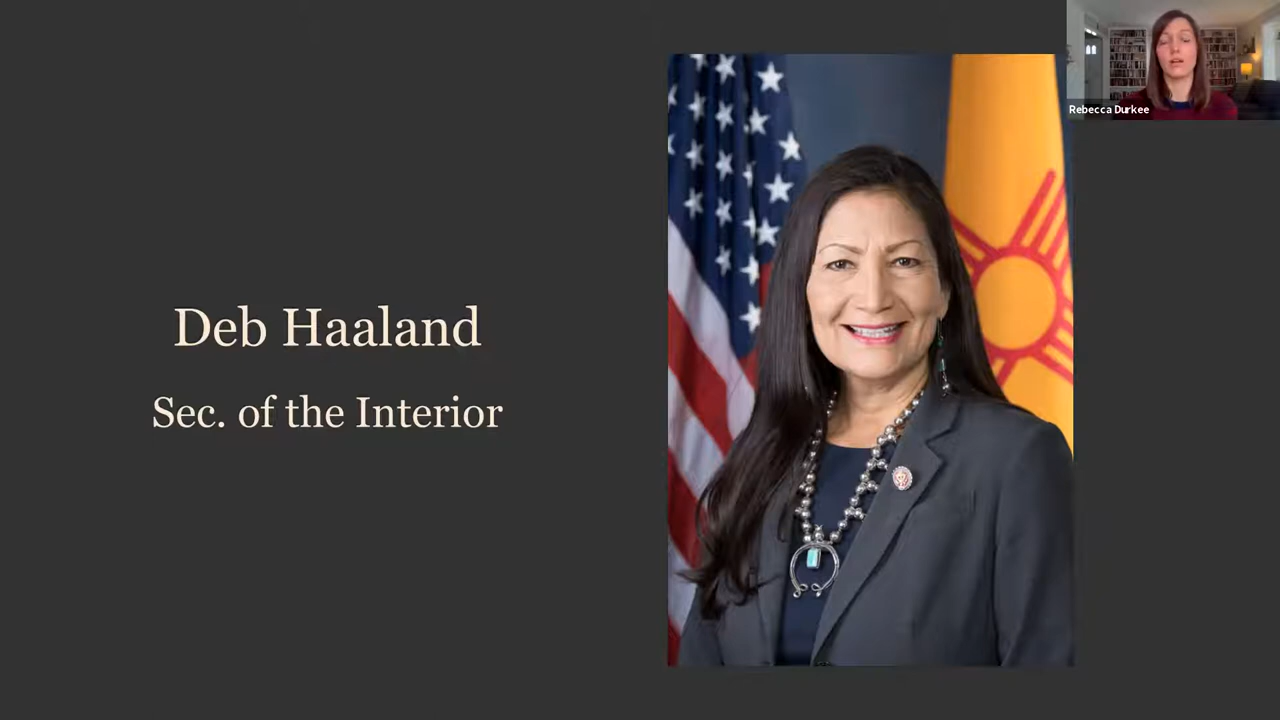 Rebecca Durkee
Deb Haaland
Sec. of the Interior